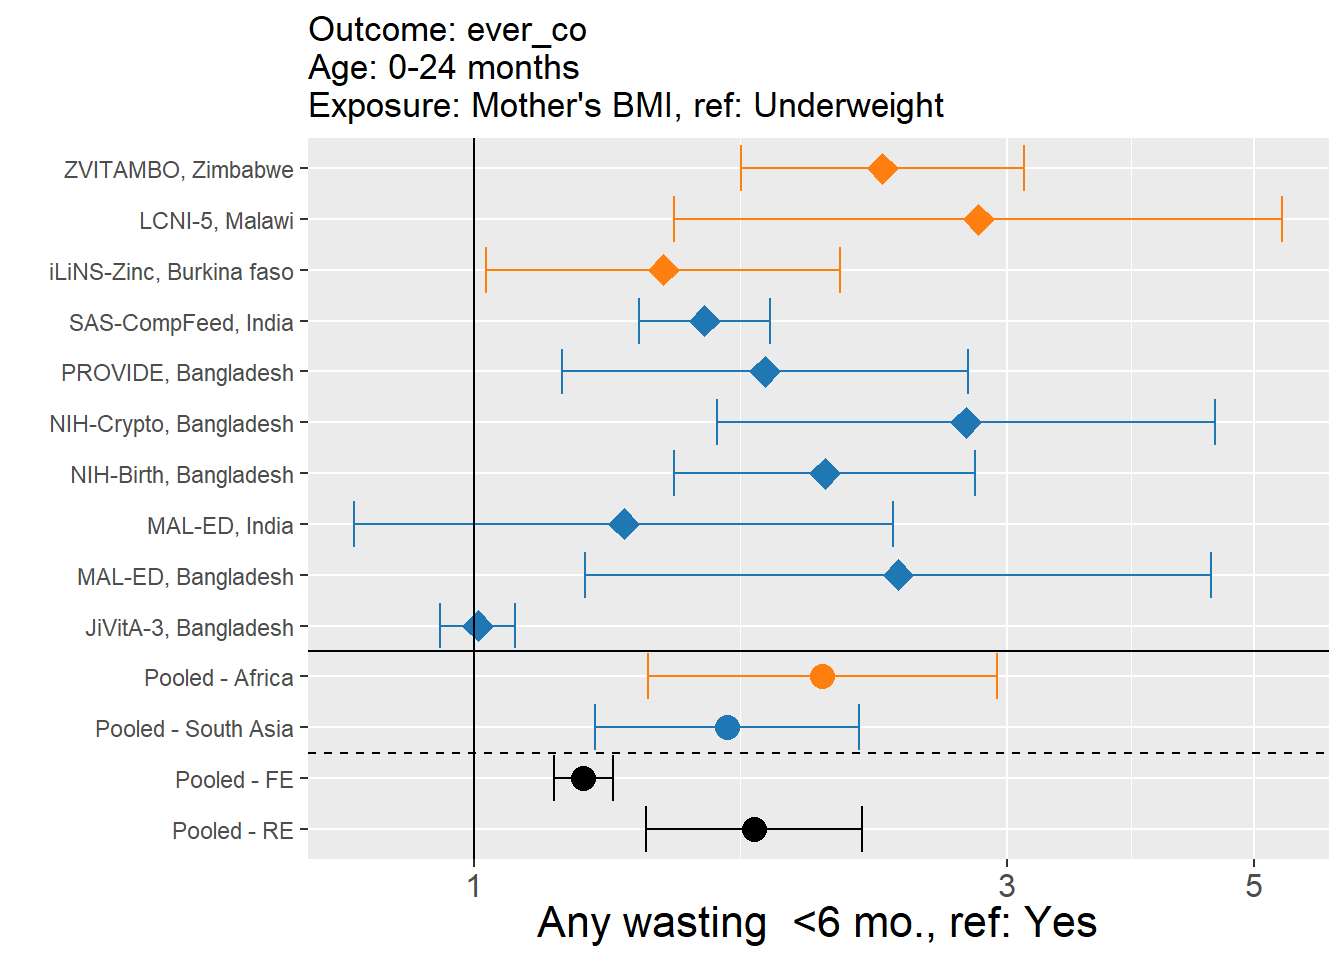 Outcome: ever_co
Age: 0-24 months
Exposure: Mother's BMI, ref: Underweight
ZVITAMBO, Zimbabwe
LCNI-5, Malawi
iLiNS-Zinc, Burkina faso
SAS-CompFeed, India
PROVIDE, Bangladesh
NIH-Crypto, Bangladesh
NIH-Birth, Bangladesh
MAL-ED, India
MAL-ED, Bangladesh
JiVitA-3, Bangladesh
Pooled - Africa
Pooled - South Asia
Pooled - FE
Pooled - RE
1 3 5
Any wasting  <6 mo., ref: Yes